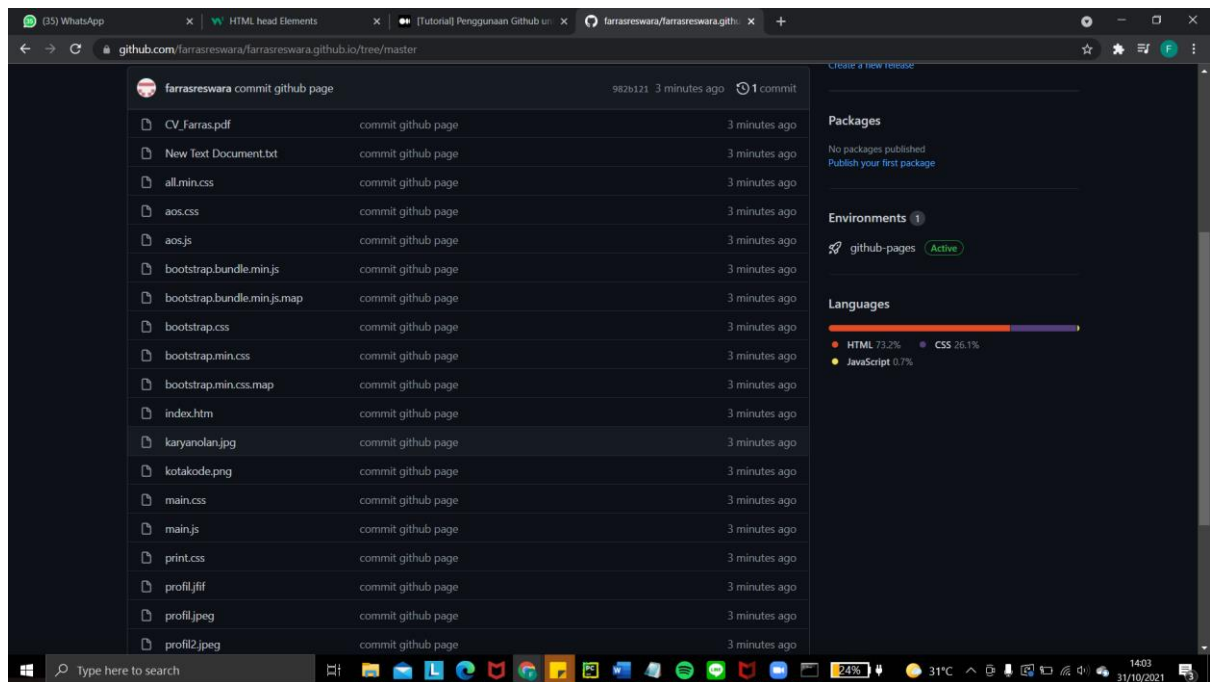 (35) WhatsApp
HTML head Elements
[Tutorial] Penggunaan Github un
farrasreswara/farrasreswara.gith
github.com/farrasreswara/farrasreswara.github.io/tree/master
farrasreswara commit github page 982b121 3 minutes ago 1 commit
CV_Farras.pdf commit github page 3 minutes ago
New Text Document.txt commit github page 3 minutes ago
all.min.css commit github page 3 minutes ago
aos.css commit github page 3 minutes ago
aos.js commit github page 3 minutes ago
bootstrap.bundle.min.js commit github page 3 minutes ago
bootstrap.bundle.min.js.map commit github page 3 minutes ago
bootstrap.css commit github page 3 minutes ago
bootstrap.min.css commit github page 3 minutes ago
bootstrap.min.css.map commit github page 3 minutes ago
index.htm commit github page 3 minutes ago
karyanolan.jpg commit github page 3 minutes ago
kotakode.png commit github page 3 minutes ago
main.css commit github page 3 minutes ago
main.js commit github page 3 minutes ago
print.css commit github page 3 minutes ago
profil.jfif commit github page 3 minutes ago
profil.jpeg commit github page 3 minutes ago
profil2.jpeg commit github page 3 minutes ago
Create a new release
Packages
No packages published
Publish your first package
Environments 1
github-pages Active
Languages
HTML 73.2% CSS 26.1%
JavaScript 0.7%
Type here to search
24%
31°C
14:03
31/10/2021